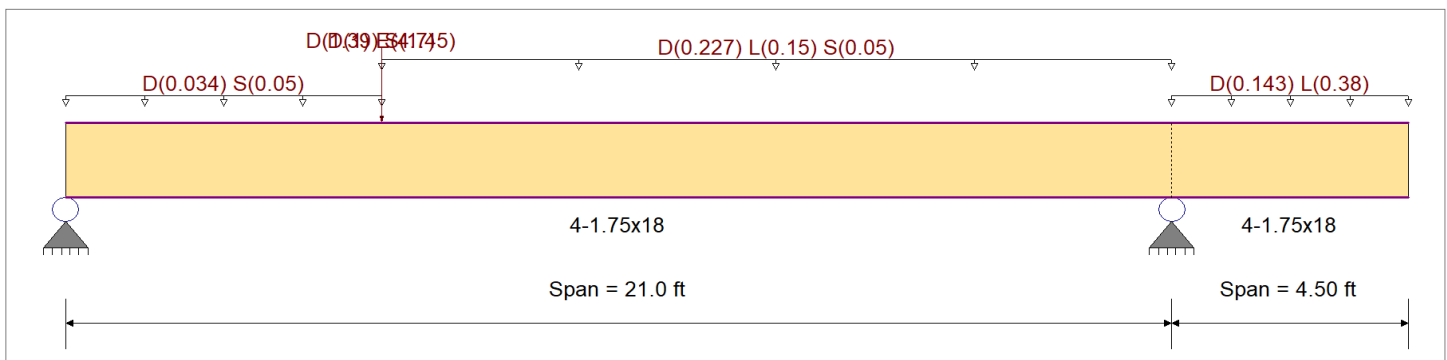 D(0.227) L(0.15) S(0.05)
D(0.034) S(0.05)
D(0.143) L(0.38)
4-1.75x18
4-1.75x18
Span = 21.0 ft
Span = 4.50 ft